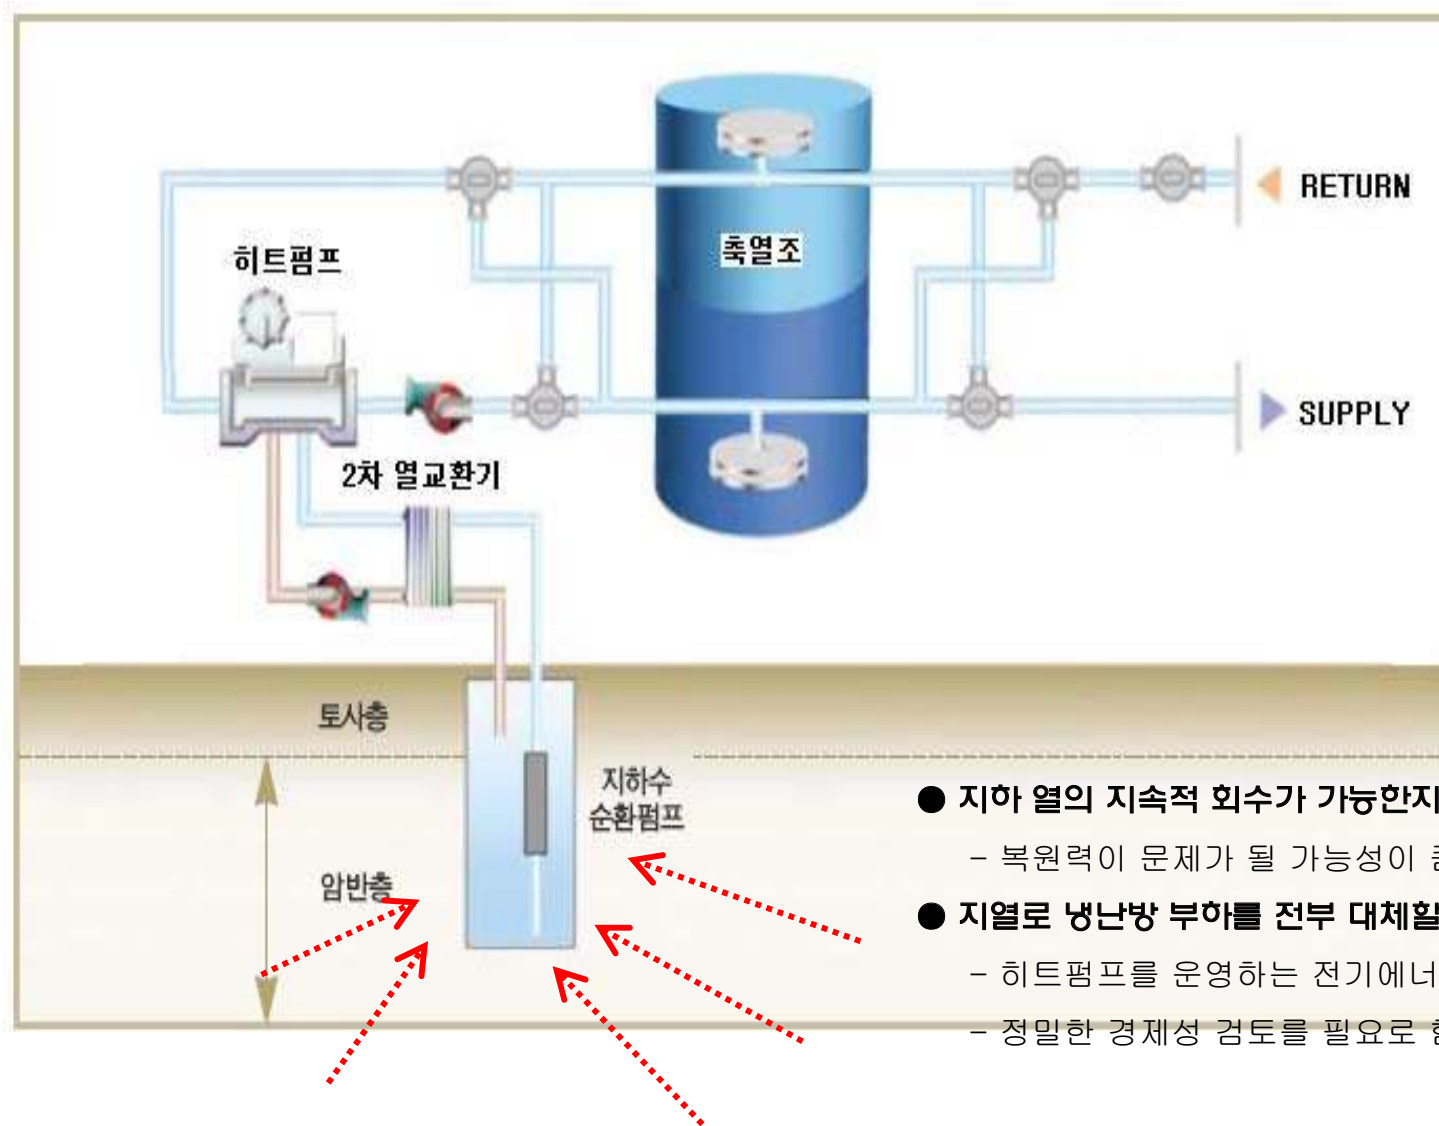 RETURN
히트펌프
축열조
SUPPLY
2차 열교환기
토사층
지하수
순환펌프
암반층
● 지하 열의 지속적 회수가 가능한지
- 복원력이 문제가 될 가능성이
● 지열로 냉난방 부하를 전부 대체할
- 히트펌프를 운영하는 전기에너
- 정밀한 경제성 검토를 필요로